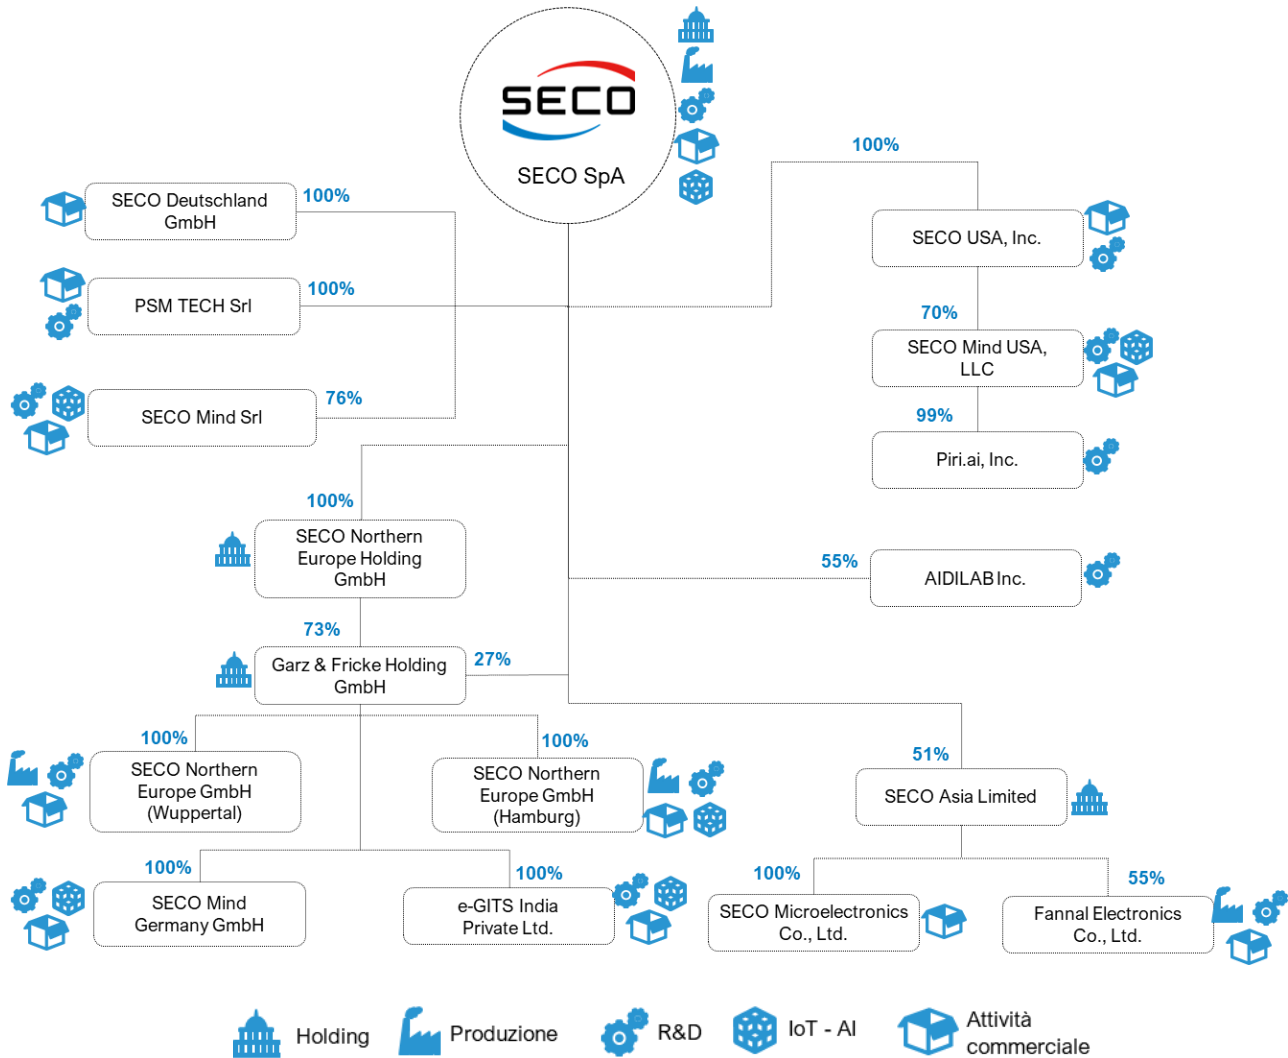 SECO
SECO SpA
100%
SECO Deutschland
GmbH
100%
PSM TECH Srl
100%
SECO Mind Srl
76%
100%
SECO USA, Inc.
70%
SECO Mind USA,
LLC
99%
Piri.ai, Inc.
55%
AIDILAB Inc.
100%
SECO Northern
Europe Holding
GmbH
73%
Garz & Fricke Holding
GmbH
27%
100%
SECO Northern
Europe GmbH
(Wuppertal)
100%
SECO Northern
Europe GmbH
(Hamburg)
100%
SECO Mind
Germany GmbH
100%
e-GITS India
Private Ltd.
51%
SECO Asia Limited
100%
SECO Microelectronics
Co., Ltd.
55%
Fannal Electronics
Co., Ltd.
Holding
Produzione
R&D
IoT - AI
Attività
commerciale